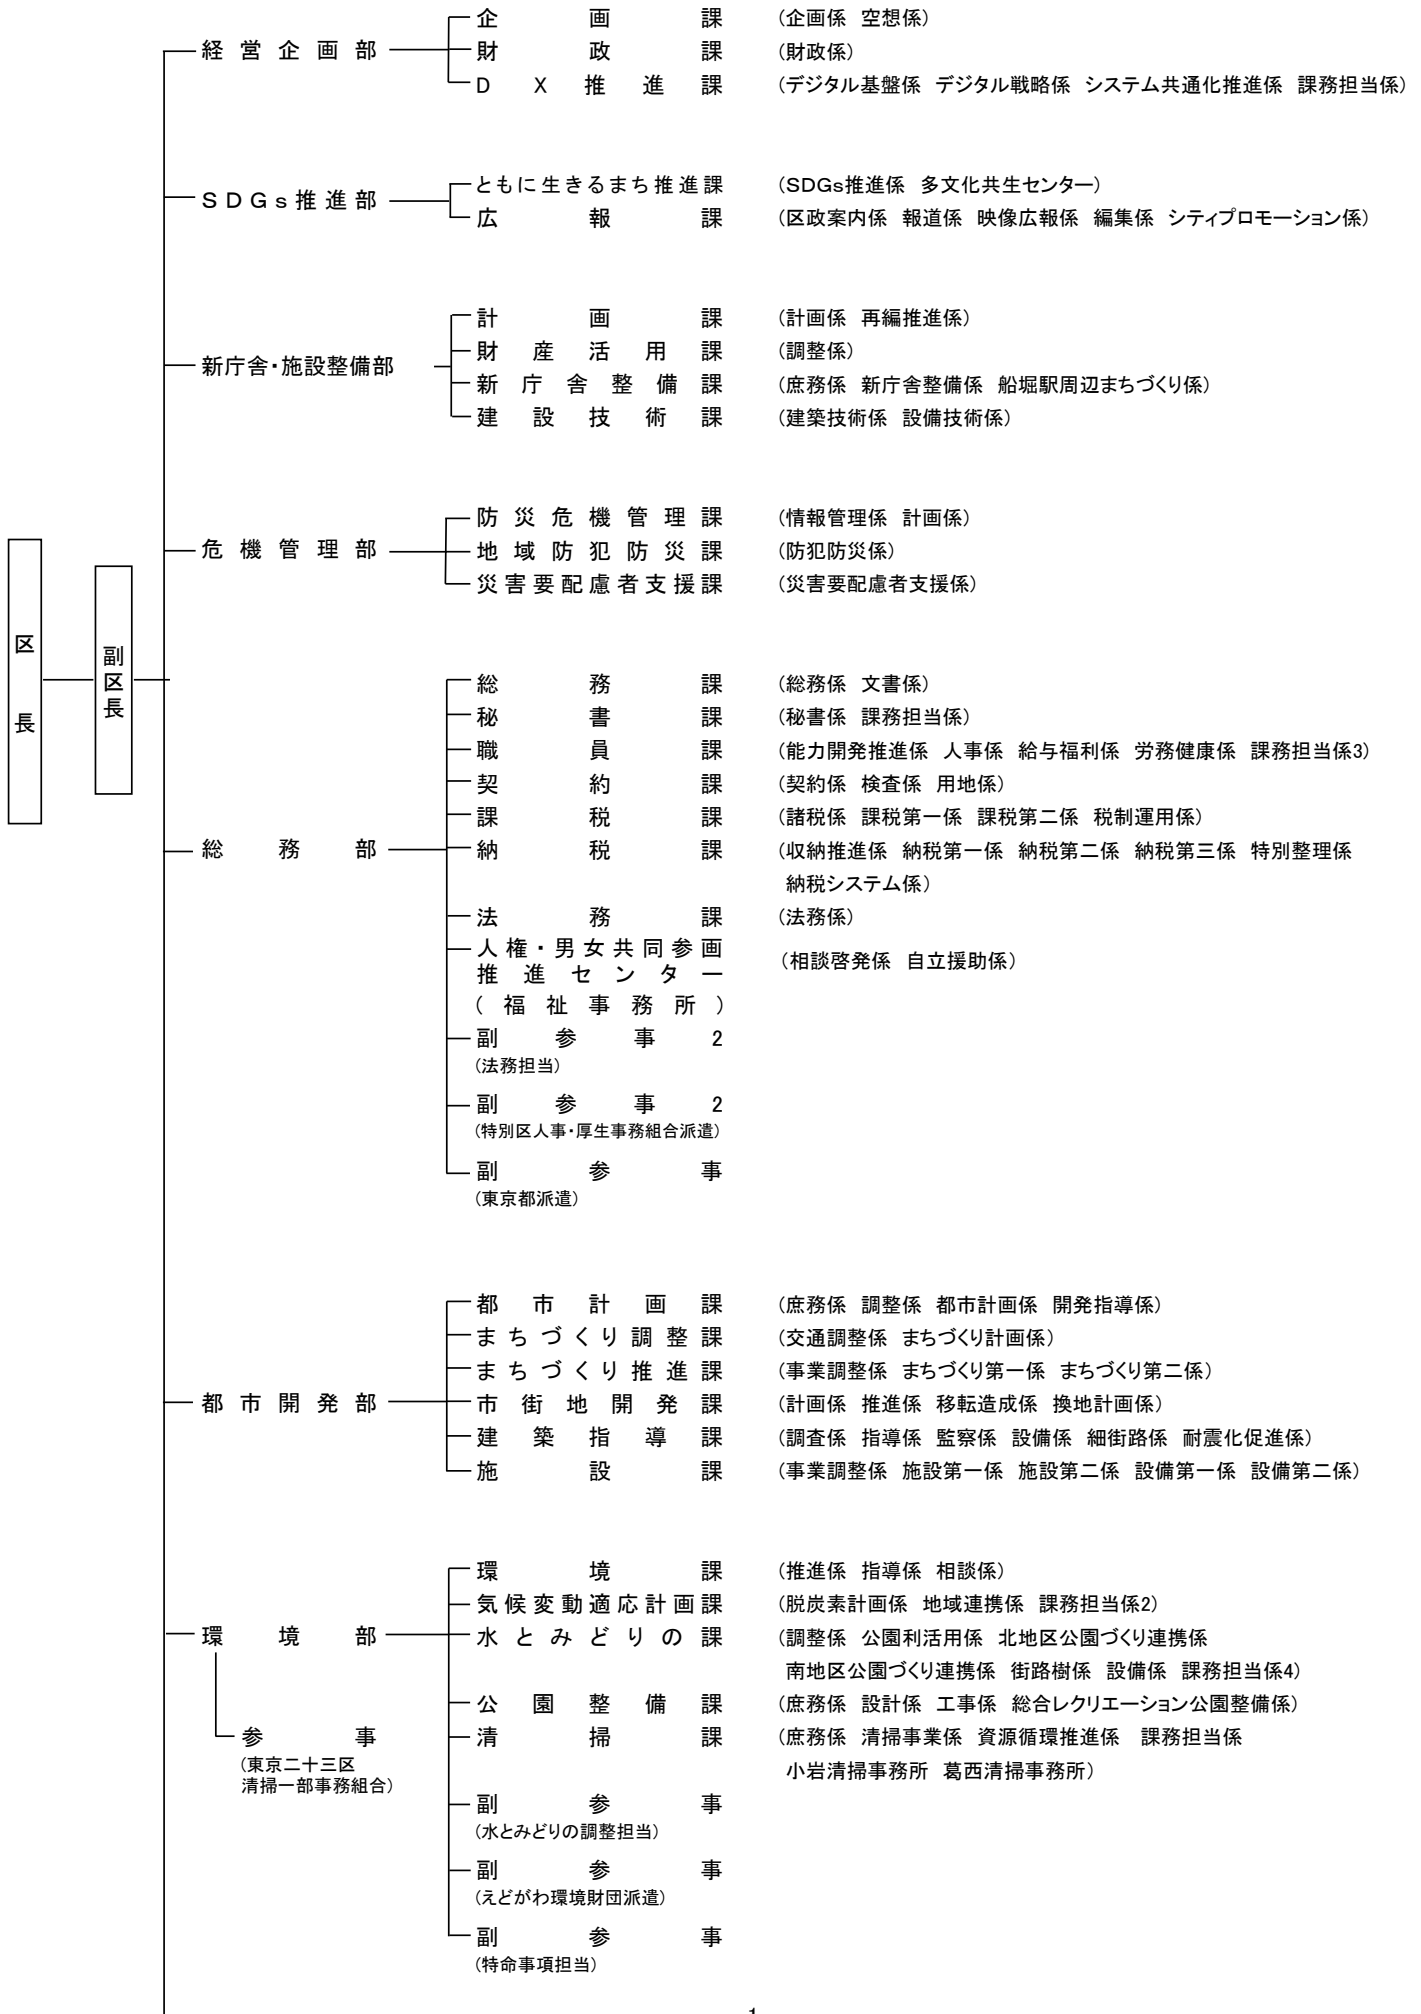 経営企画部
企画課 (企画係 空想係)
財政課 (財政係)
DX推進課 (デジタル基盤係 デジタル戦略係 システム共通化推進係 課務担当係)
SDGs推進部
ともに生きるまち推進課 (SDGs推進係 多文化共生センター)
広報課 (区政案内係 報道係 映像広報係 編集係 シティプロモーション係)
新庁舎・施設整備部
計画課 (計画係 再編推進係)
財産活用課 (調整係)
新庁舎整備課 (庶務係 新庁舎整備係 船堀駅周辺まちづくり係)
建設技術課 (建築技術係 設備技術係)
危機管理部
防災危機管理課 (情報管理係 計画係)
地域防犯防災課 (防犯防災係)
災害要配慮者支援課 (災害要配慮者支援係)
区長
副区長
総務部
総務課 (総務係 文書係)
秘書課 (秘書係 課務担当係)
職員課 (能力開発推進係 人事係 給与福利係 労務健康係 課務担当係3)
契約課 (契約係 検査係 用地係)
課税課 (諸税係 課税第一係 課税第二係 税制運用係)
納税課 (収納推進係 納税第一係 納税第二係 納税第三係 特別整理係
納税システム係)
法務課 (法務係)
人権・男女共同参画
推進センター
(福祉事務所)
(相談啓発係 自立援助係)
副参事2
(法務担当)
副参事2
(特別区人事・厚生事務組合派遣)
副参事
(東京都派遣)
都市開発部
都市計画課 (庶務係 調整係 都市計画係 開発指導係)
まちづくり調整課 (交通調整係 まちづくり計画係)
まちづくり推進課 (事業調整係 まちづくり第一係 まちづくり第二係)
市街地開発課 (計画係 推進係 移転造成係 換地計画係)
建築指導課 (調査係 指導係 監察係 設備係 細街路係 耐震化促進係)
施設課 (事業調整係 施設第一係 施設第二係 設備第一係 設備第二係)
環境部
環境課 (推進係 指導係 相談係)
気候変動適応計画課 (脱炭素計画係 地域連携係 課務担当係2)
水とみどりの課 (調整係 公園利活用係 北地区公園づくり連携係
南地区公園づくり連携係 街路樹係 設備係 課務担当係4)
公園整備課 (庶務係 設計係 工事係 総合レクリエーション公園整備係)
参事
(東京二十三区
清掃一部事務組合)
清掃課 (庶務係 清掃事業係 資源循環推進係 課務担当係
小岩清掃事務所 葛西清掃事務所)
副参事
(水とみどりの調整担当)
副参事
(えどがわ環境財団派遣)
副参事
(特命事項担当)